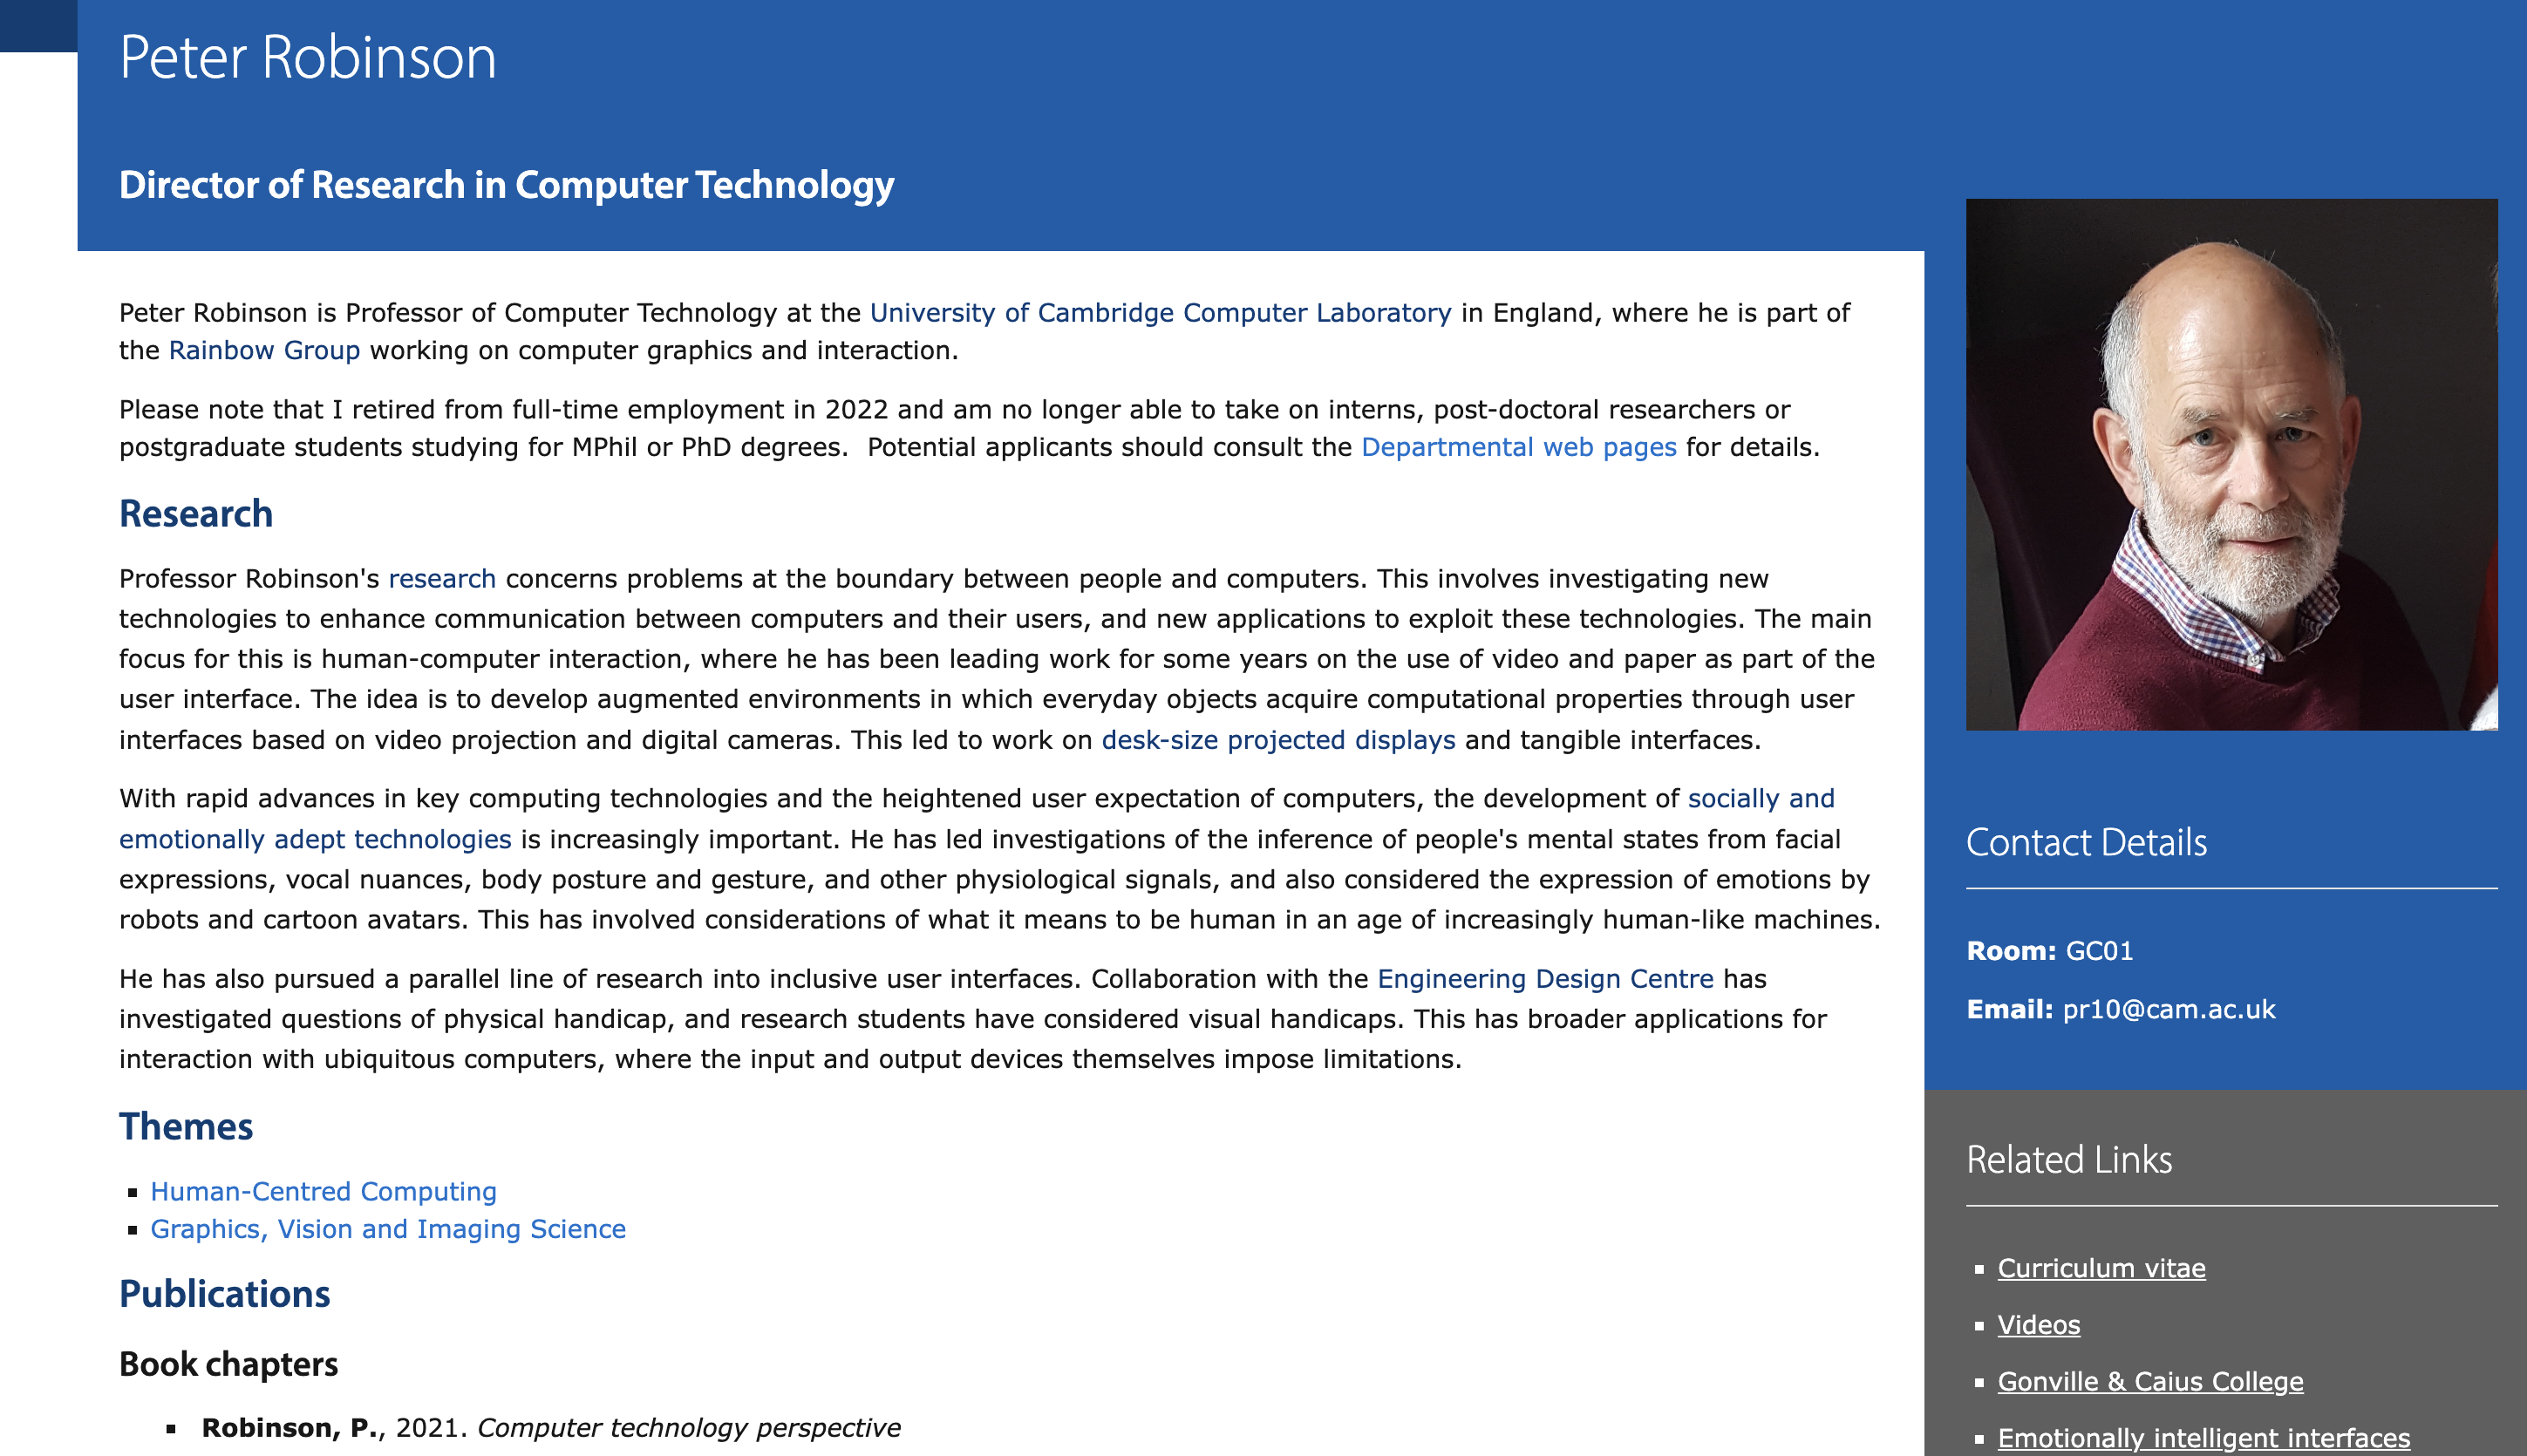 Peter Robinson
Director of Research in Computer Technology
Peter Robinson is Professor of Computer Technology at the University of Cambridge Computer Laboratory in England, where he is part of
the Rainbow Group working on computer graphics and interaction.
Please note that I retired from full-time employment in 2022 and am no longer able to take on interns, post-doctoral researchers or
postgraduate students studying for MPhil or PhD degrees.  Potential applicants should consult the Departmental web pages for details.
Research
Professor Robinson's research concerns problems at the boundary between people and computers. This involves investigating new
technologies to enhance communication between computers and their users, and new applications to exploit these technologies. The main
focus for this is human-computer interaction, where he has been leading work for some years on the use of video and paper as part of the
user interface. The idea is to develop augmented environments in which everyday objects acquire computational properties through user
interfaces based on video projection and digital cameras. This led to work on desk-size projected displays and tangible interfaces.
With rapid advances in key computing technologies and the heightened user expectation of computers, the development of socially and
emotionally adept technologies is increasingly important. He has led investigations of the inference of people's mental states from facial
expressions, vocal nuances, body posture and gesture, and other physiological signals, and also considered the expression of emotions by
robots and cartoon avatars. This has involved considerations of what it means to be human in an age of increasingly human-like machines.
He has also pursued a parallel line of research into inclusive user interfaces. Collaboration with the Engineering Design Centre has
investigated questions of physical handicap, and research students have considered visual handicaps. This has broader applications for
interaction with ubiquitous computers, where the input and output devices themselves impose limitations.
Themes
Human-Centred Computing
Graphics, Vision and Imaging Science
Publications
Book chapters
Robinson, P., 2021. Computer technology perspective
Contact Details
Room: GC01
Email: pr10@cam.ac.uk
Related Links
Curriculum vitae
Videos
Gonville & Caius College
Emotionally intelligent interfaces